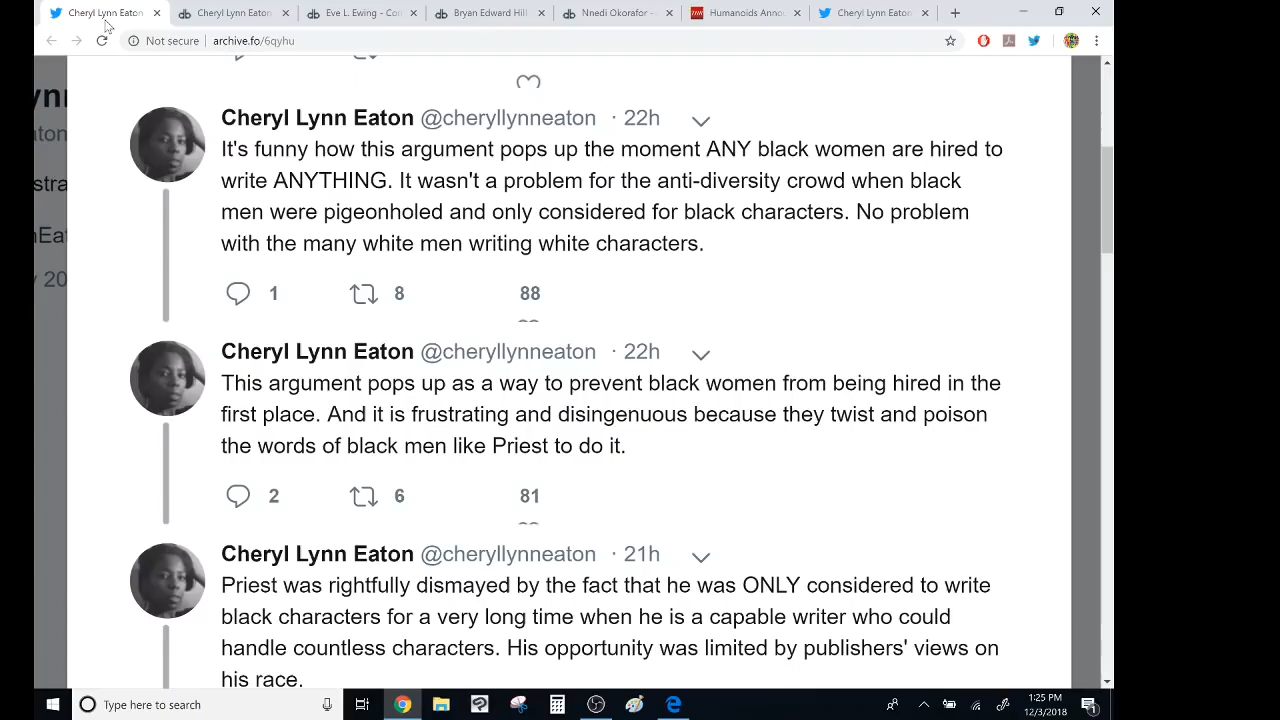 Cheryl Lynn Eaton
Cheryl Lynn Eaton
Eve L. Ewing - Co
Bryan Edward Hill
Nnedi Okorafor -
Humanoids Annou
Cheryl Lynn Eaton
Not secure
archive.fo/6qyhu
ynn
Cheryl Lynn Eaton @cheryllynneaton · 22h
It's funny how this argument pops up the moment ANY black women are hired to
write ANYTHING. It wasn't a problem for the anti-diversity crowd when black
men were pigeonholed and only considered for black characters. No problem
with the many white men writing white characters.
1 8 88
aton
stra
nEat
y 20
Cheryl Lynn Eaton @cheryllynneaton · 22h
This argument pops up as a way to prevent black women from being hired in the
first place. And it is frustrating and disingenuous because they twist and poison
the words of black men like Priest to do it.
2 6 81
Cheryl Lynn Eaton @cheryllynneaton · 21h
Priest was rightfully dismayed by the fact that he was ONLY considered to write
black characters for a very long time when he is a capable writer who could
handle countless characters. His opportunity was limited by publishers' views on
his race.
Type here to search
1:25 PM
12/3/2018
1